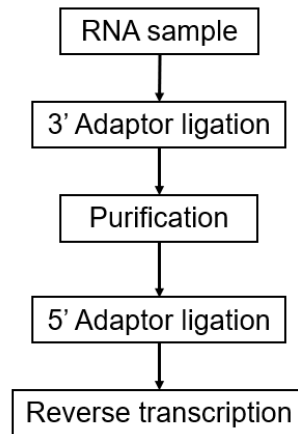 RNA sample
3’ Adaptor ligation
Purification
5’ Adaptor ligation
Reverse transcription